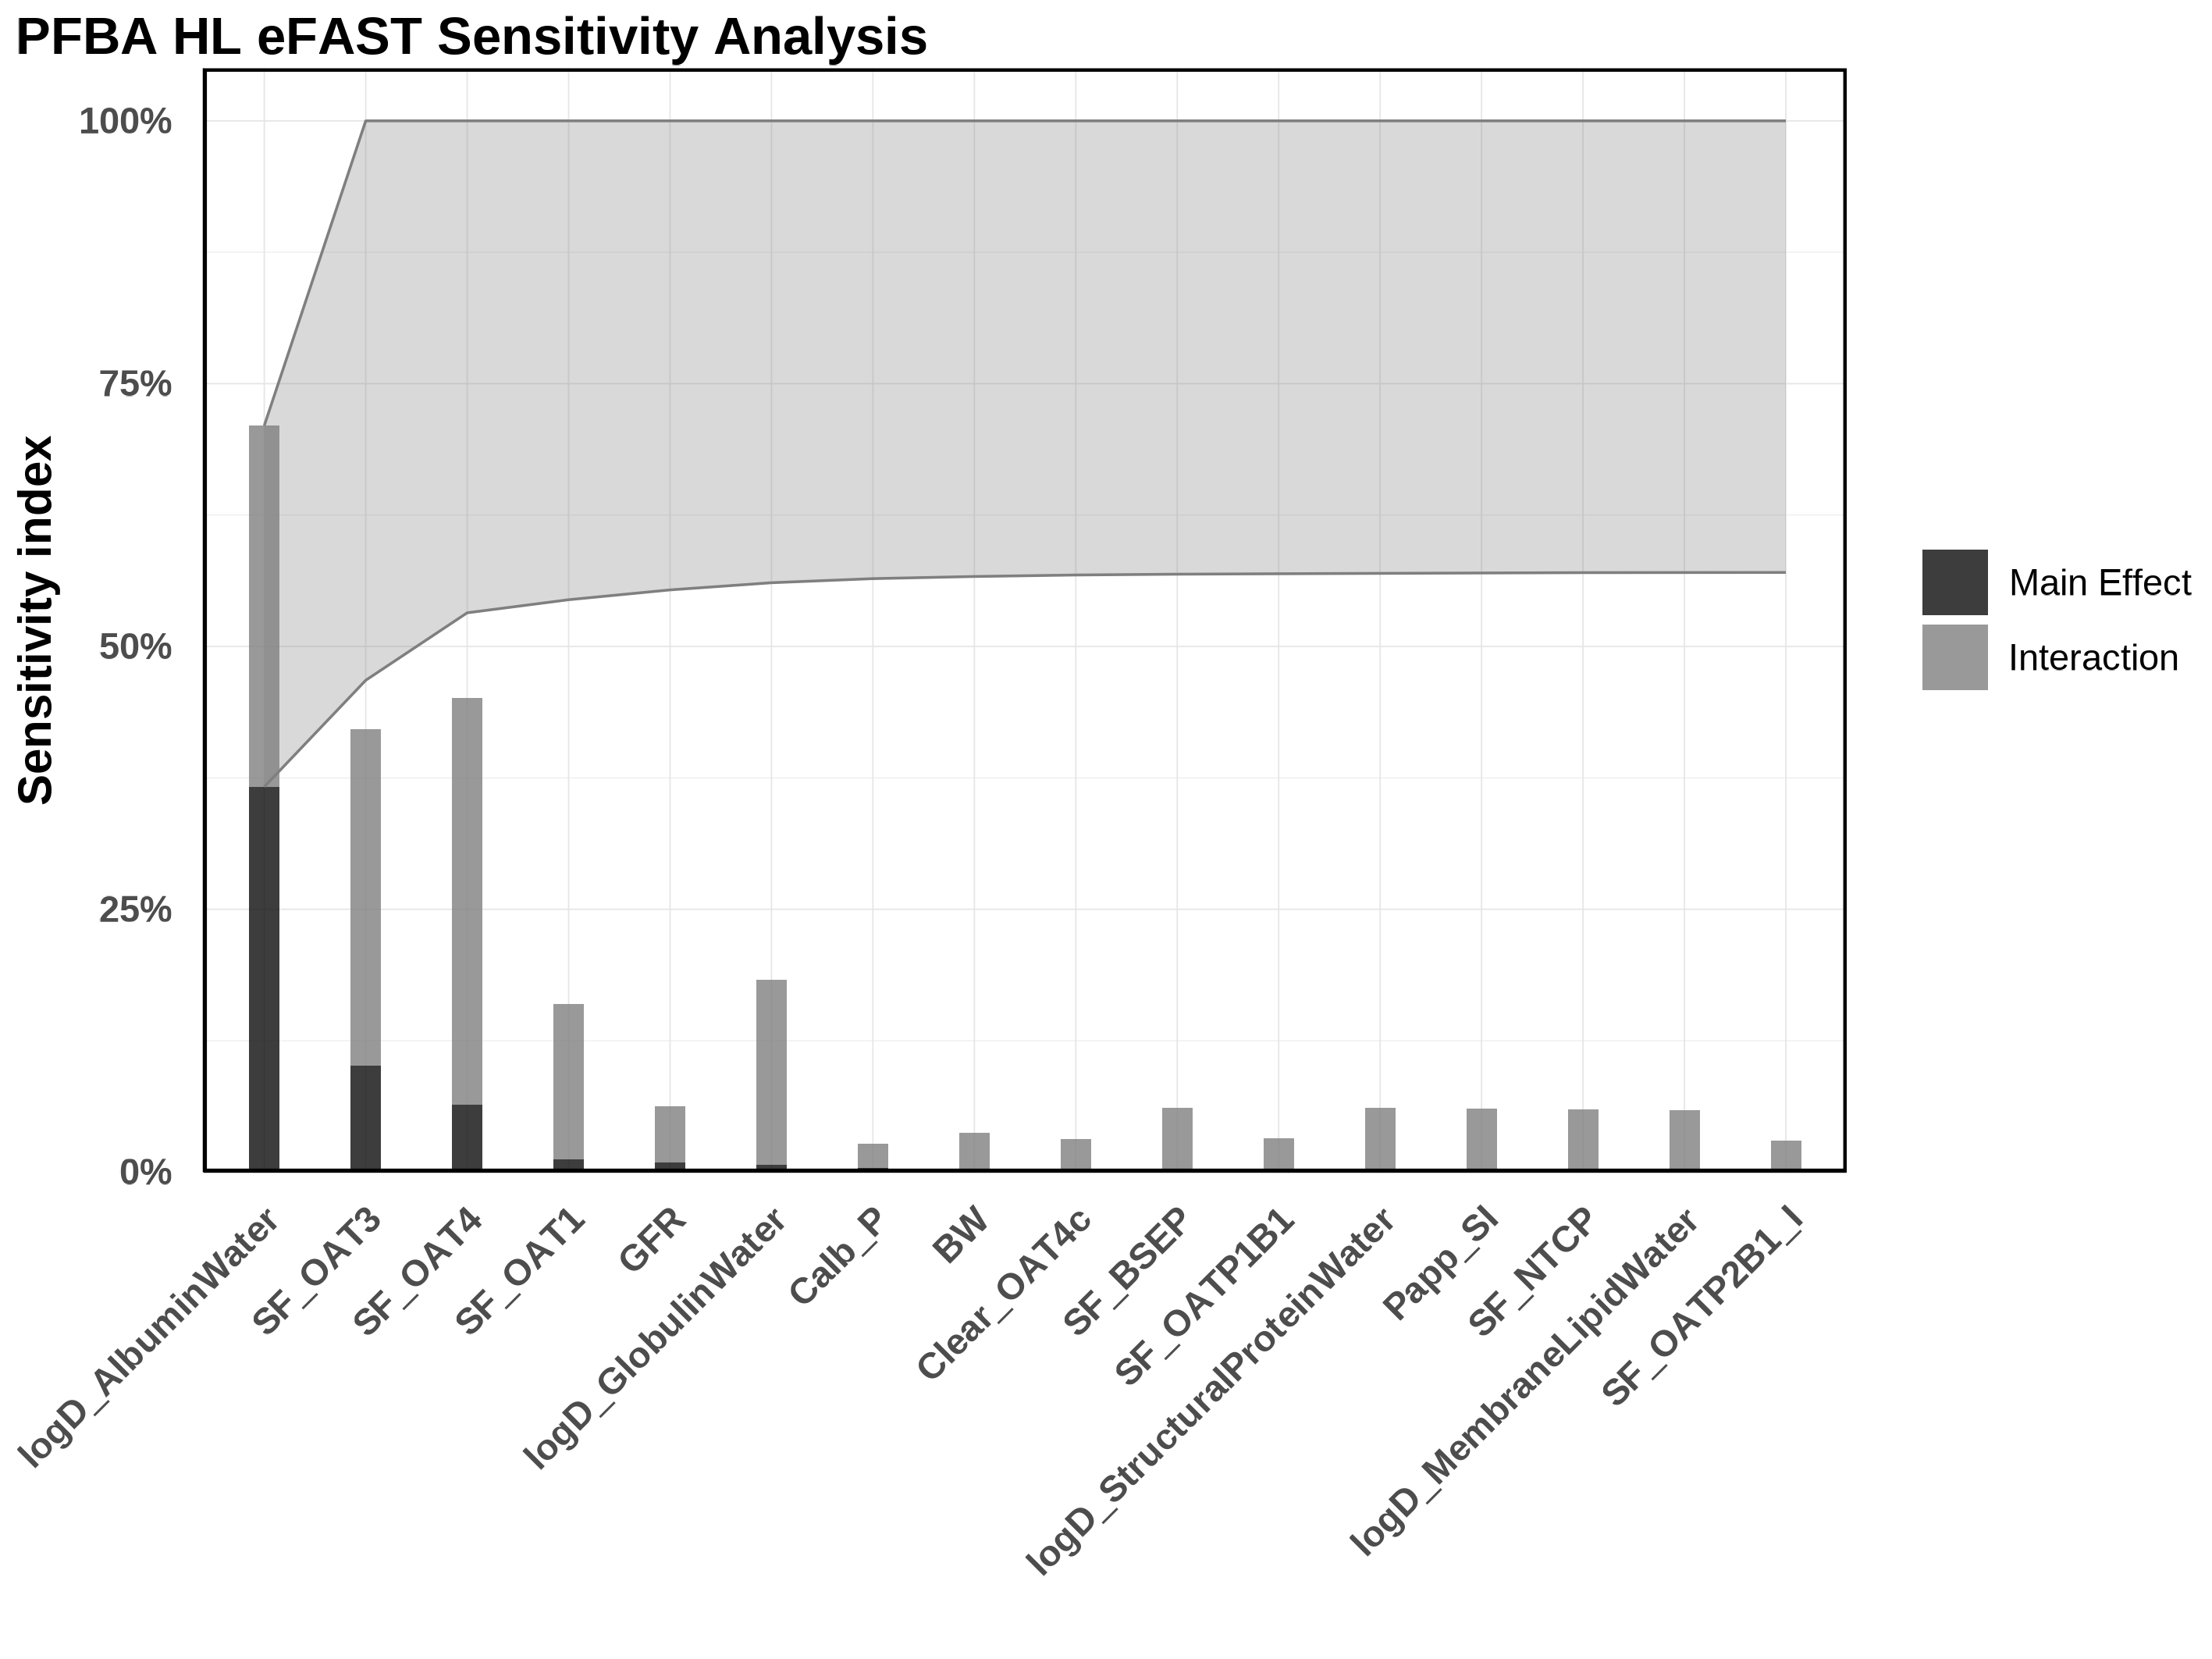 PFBA HL eFAST Sensitivity Analysis
100%
75%
50%
25%
0%
Sensitivity index
logD_AlbuminWater
SF_OAT3
SF_OAT4
SF_OAT1
GFR
logD_GlobulinWater
Calb_P
BW
Clear_OAT4c
SF_BSEP
SF_OATP1B1
logD_StructuralProteinWater
Papp_SI
SF_NTCP
logD_MembraneLipidWater
SF_OATP2B1_I
Main Effect
Interaction